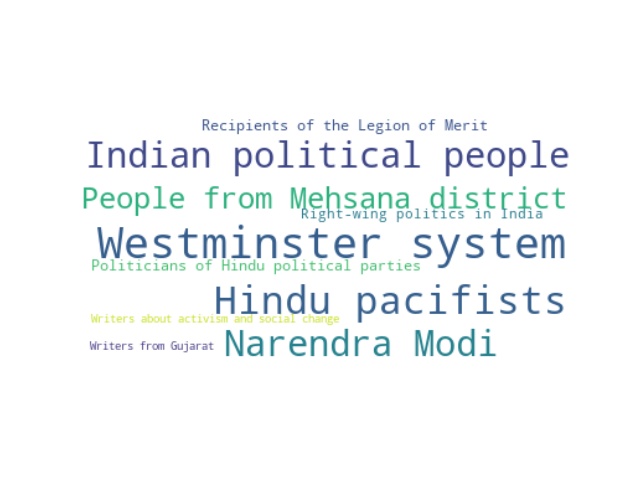 Recipients of the Legion of Merit
Indian political people
People from Mehsana district
Right-wing politics in India
Westminster system
Politicians of Hindu political parties
Hindu pacifists
Writers about activism and social change
Narendra Modi
Writers from Gujarat